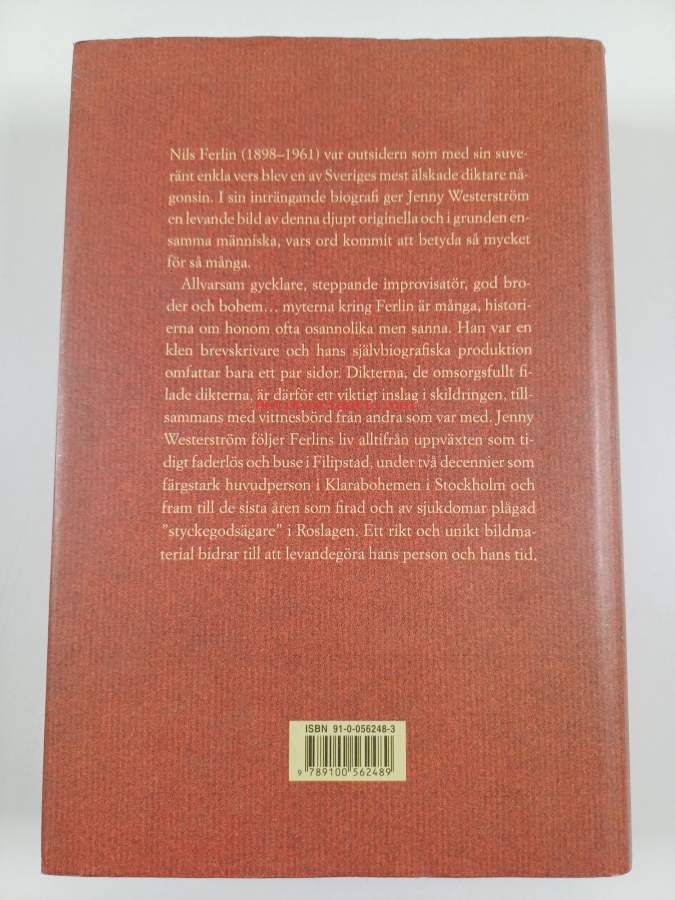 Nils Ferlin (1898–1961) var outsidern som med sin suve-
ränt enkla vers blev en av Sveriges mest älskade diktare nå-
gonsin. I sin inträngande biografi ger Jenny Westerström
en levande bild av denna djupt originella och i grunden en-
samma människa, vars ord kommit att betyda så mycket
för så många.
Allvarsam gycklare, steppande improvisatör, god bro-
der och bohem… myterna kring Ferlin är många, histori-
erna om honom ofta osannolika men sanna. Han var en
klen brevskrivare och hans självbiografiska produktion
omfattar bara ett par sidor. Dikterna, de omsorgsfullt fi-
lade dikterna, är därför ett viktigt inslag i skildringen, till-
sammans med vittnesbörd från andra som var med. Jenny
Westerström följer Ferlins liv alltifrån uppväxten som ti-
digt faderlös och buse i Filipstad, under två decennier som
färgstark huvudperson i Klarabohemen i Stockholm och
fram till de sista åren som firad och av sjukdomar plågad
”styckegodsägare” i Roslagen. Ett rikt och unikt bildma-
terial bidrar till att levandegöra hans person och hans tid.
ISBN 91-0-056248-3
9 789100 562489